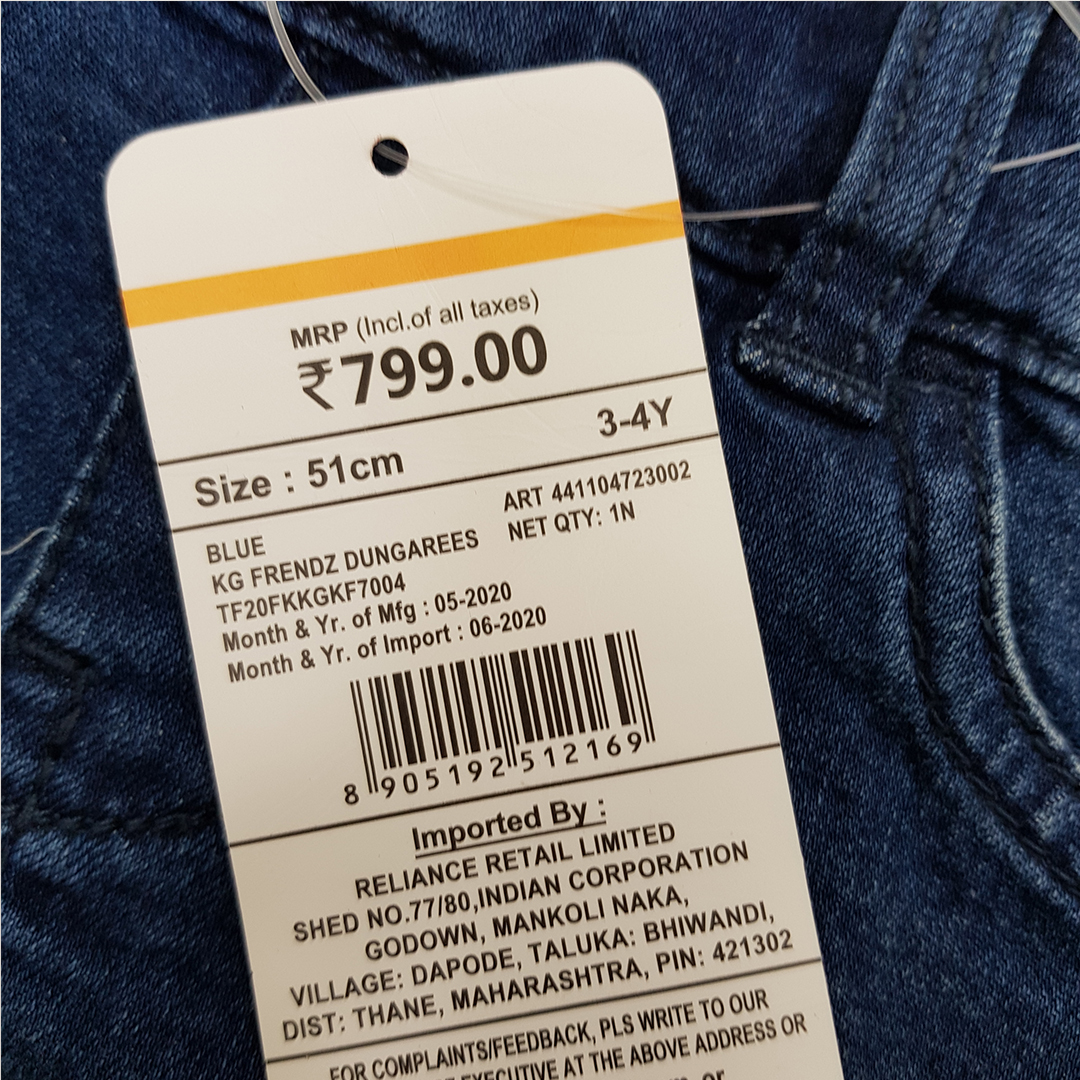 MRP (Incl.of all taxes)
₹799.00
3-4Y
Size : 51cm
ART 441104723002
NET QTY: 1N
BLUE
KG FRENDZ DUNGAREES
TF20FKKGKF7004
Month & Yr. of Mfg : 05-2020
Month & Yr. of Import : 06-2020
8 905192 512169
Imported By :
RELIANCE RETAIL LIMITED
SHED NO.77/80,INDIAN CORPORATION
GODOWN, MANKOLI NAKA,
VILLAGE: DAPODE, TALUKA: BHIWANDI,
DIST: THANE, MAHARASHTRA, PIN: 421302
FOR COMPLAINTS/FEEDBACK, PLS WRITE TO OUR
EXECUTIVE AT THE ABOVE ADDRESS OR